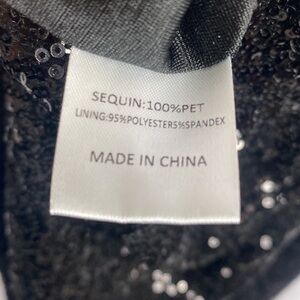 SEQUIN:100%PET
LINING:95%POLYESTER5%SPANDEX
MADE IN CHINA